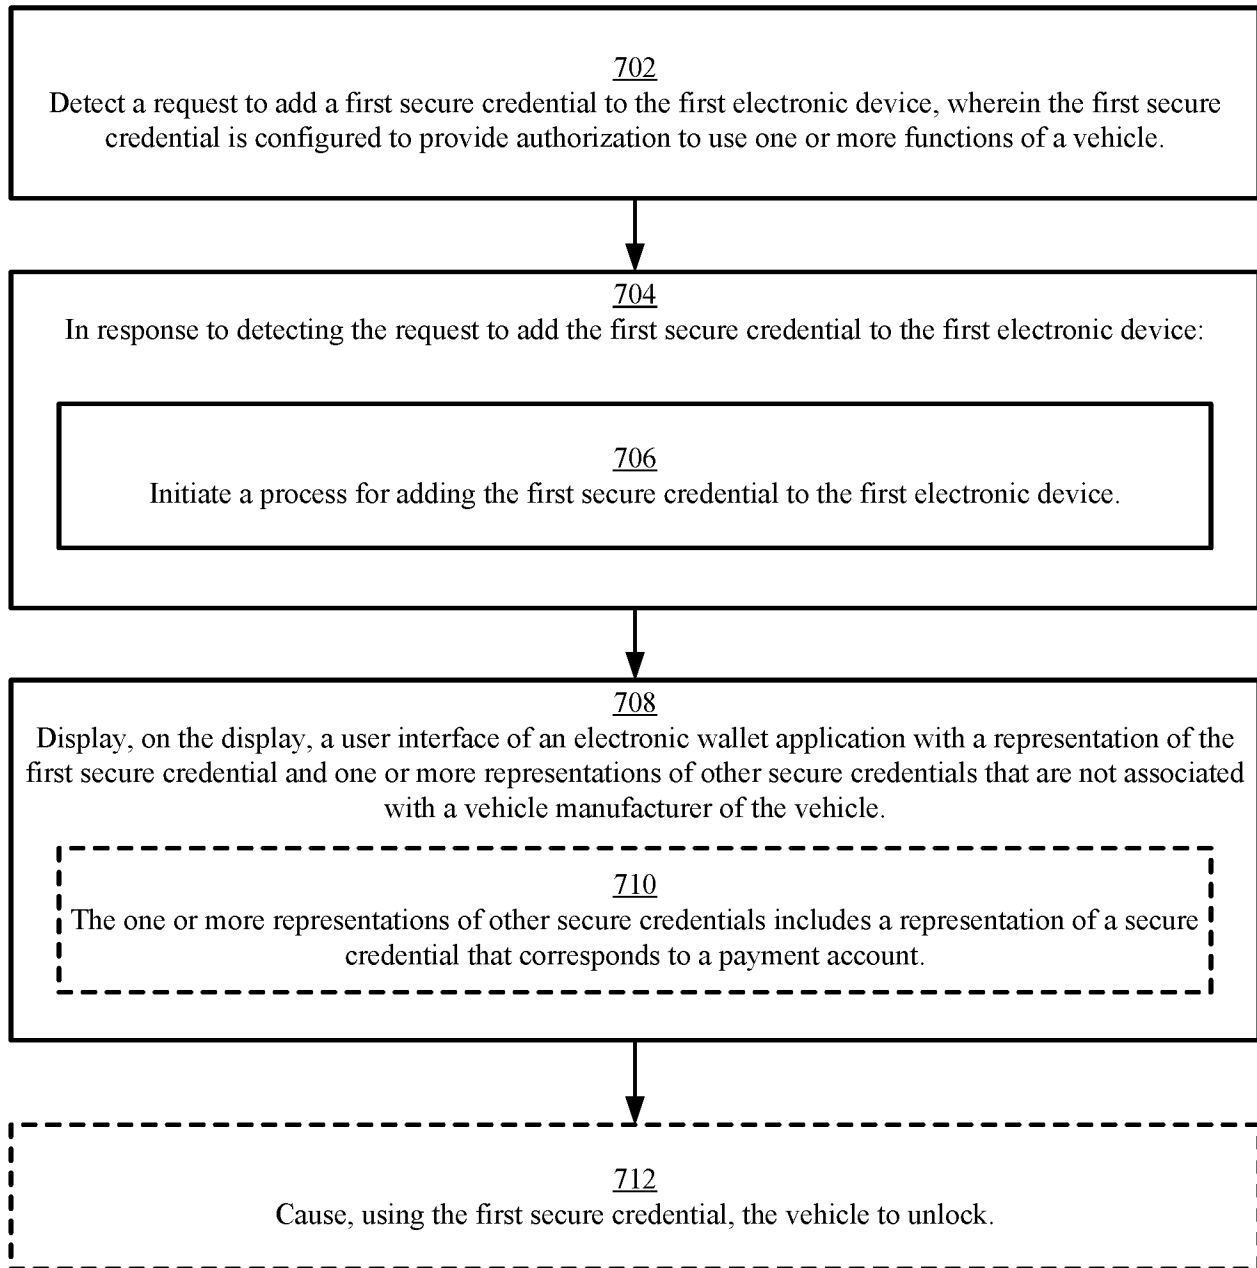 702
Detect a request to add a first secure credential to the first electronic device, wherein the first secure
credential is configured to provide authorization to use one or more functions of a vehicle.
704
In response to detecting the request to add the first secure credential to the first electronic device:
706
Initiate a process for adding the first secure credential to the first electronic device.
708
Display, on the display, a user interface of an electronic wallet application with a representation of the
first secure credential and one or more representations of other secure credentials that are not associated
with a vehicle manufacturer of the vehicle.
710
The one or more representations of other secure credentials includes a representation of a secure
credential that corresponds to a payment account.
712
Cause, using the first secure credential, the vehicle to unlock.